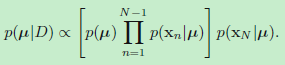 p(μ|D) ∝ [p(μ) ∏_{n=1}^{N−1} p(x_n|μ)] p(x_N|μ).